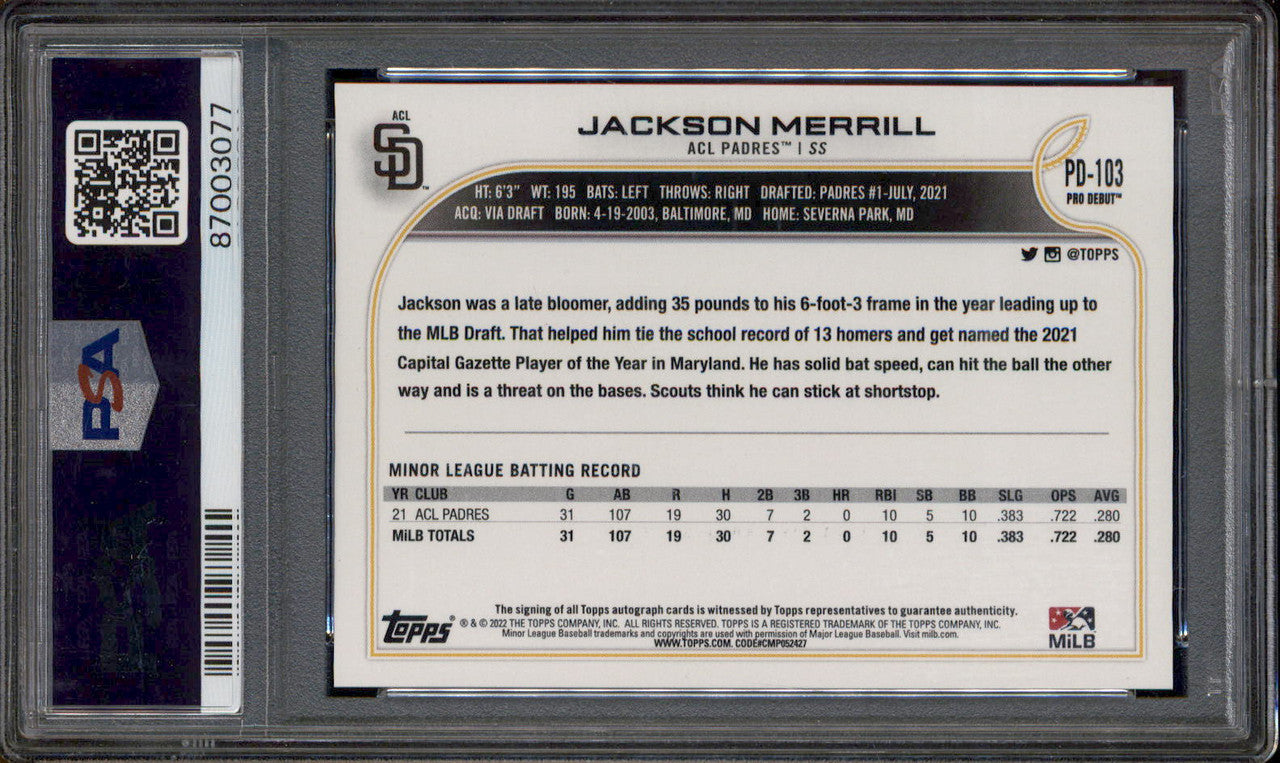 87003077
PSA
ACL
SD™
JACKSON MERRILL
ACL PADRES™ | SS
PD-103
PRO DEBUT™
HT: 6'3" WT: 195 BATS: LEFT THROWS: RIGHT DRAFTED: PADRES #1-JULY, 2021
ACQ: VIA DRAFT BORN: 4-19-2003, BALTIMORE, MD HOME: SEVERNA PARK, MD
@TOPPS
Jackson was a late bloomer, adding 35 pounds to his 6-foot-3 frame in the year leading up to
the MLB Draft. That helped him tie the school record of 13 homers and get named the 2021
Capital Gazette Player of the Year in Maryland. He has solid bat speed, can hit the ball the other
way and is a threat on the bases. Scouts think he can stick at shortstop.
MINOR LEAGUE BATTING RECORD
YR CLUB G AB R H 2B 3B HR RBI SB BB SLG OPS AVG
21 ACL PADRES 31 107 19 30 7 2 0 10 5 10 .383 .722 .280
MiLB TOTALS 31 107 19 30 7 2 0 10 5 10 .383 .722 .280
The signing of all Topps autograph cards is witnessed by Topps representatives to guarantee authenticity.
topps® ® & © 2022 THE TOPPS COMPANY, INC. ALL RIGHTS RESERVED. TOPPS IS A REGISTERED TRADEMARK OF THE TOPPS COMPANY, INC.
Minor League Baseball trademarks and copyrights are used with permission of Major League Baseball. Visit milb.com.
WWW.TOPPS.COM. CODE#CMP052427
MiLB